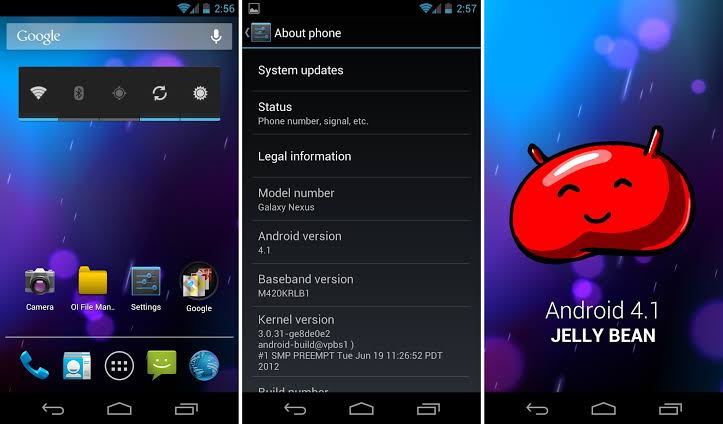 2:56
Google
Camera
OI File Man..
Settings
Google
2:57
About phone
System updates
Status
Phone number, signal, etc.
Legal information
Model number
Galaxy Nexus
Android version
4.1
Baseband version
M420KRLB1
Kernel version
3.0.31-ge8de0e2
android-build@vpbs1 )
#1 SMP PREEMPT Tue Jun 19 11:26:52 PDT
2012
Build number
Android 4.1
JELLY BEAN